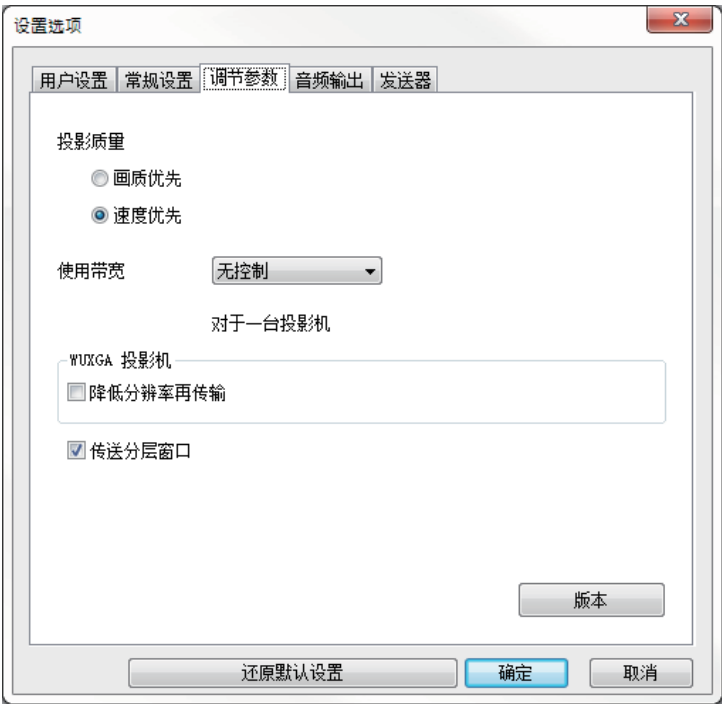 设置选项
用户设置 常规设置 调节参数 音频输出 发送器
投影质量
画质优先
速度优先
使用带宽 无控制
对于一台投影机
WUXGA 投影机
降低分辨率再传输
传送分层窗口
版本
还原默认设置 确定 取消